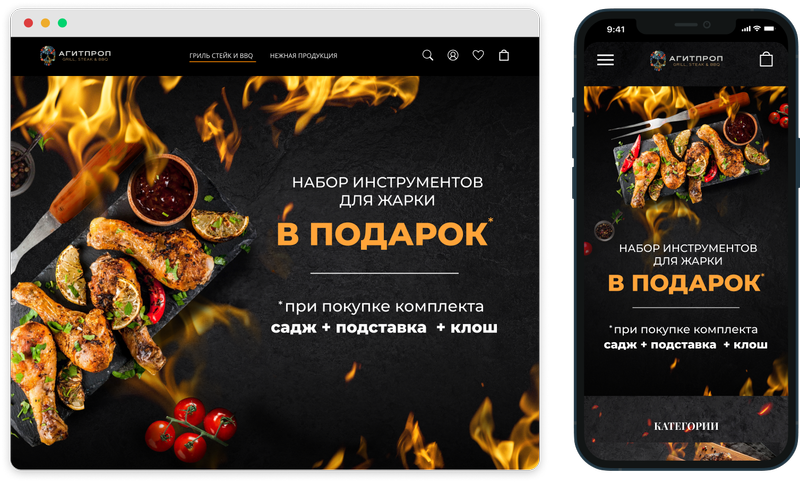 АГИТПРОП
GRILL, STEAK & BBQ
ГРИЛЬ СТЕЙК И BBQ
НЕЖНАЯ ПРОДУКЦИЯ
НАБОР ИНСТРУМЕНТОВ
ДЛЯ ЖАРКИ
В ПОДАРОК*
*при покупке комплекта
садж + подставка + клош
9:41
АГИТПРОП
GRILL, STEAK & BBQ
НАБОР ИНСТРУМЕНТОВ
ДЛЯ ЖАРКИ
В ПОДАРОК*
*при покупке комплекта
садж + подставка + клош
КАТЕГОРИИ